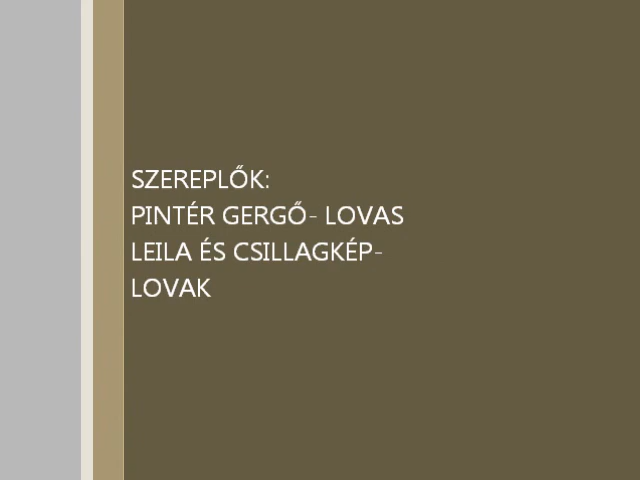 SZEREPLŐK:
PINTÉR GERGŐ- LOVAS
LEILA ÉS CSILLAGKÉP-
LOVAK